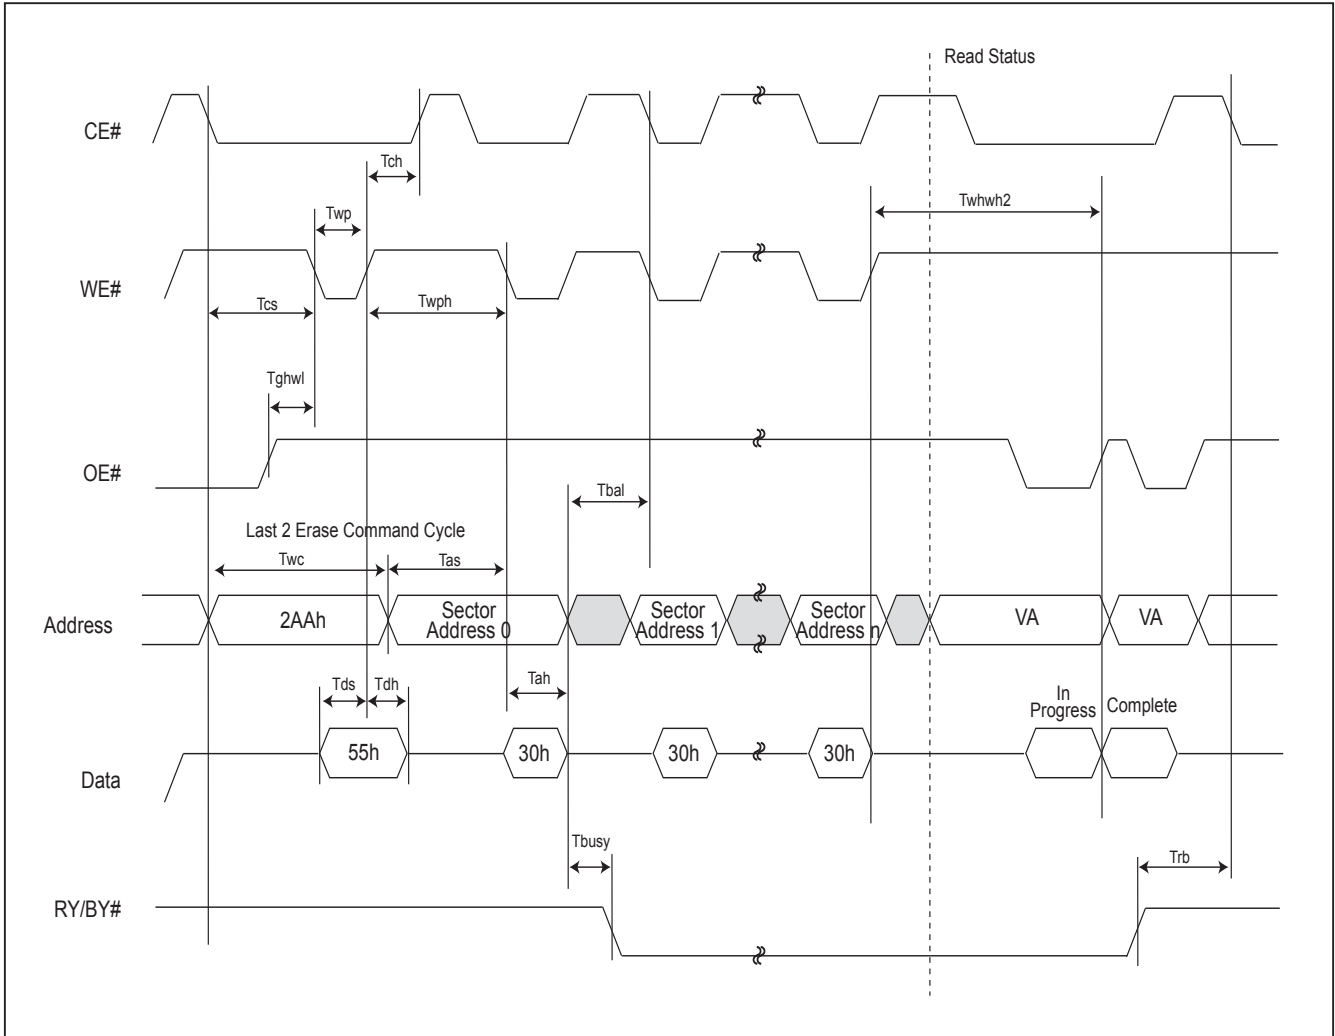 Read Status
CE#
Tch
Twhwh2
Twp
WE#
Tcs
Twph
Tghwl
OE#
Tbal
Last 2 Erase Command Cycle
Twc
Tas
Address
2AAh
Sector
Address 0
Sector
Address 1
Sector
Address n
VA
VA
Tds
Tdh
Tah
In
Progress
Complete
Data
55h
30h
30h
30h
Tbusy
Trb
RY/BY#